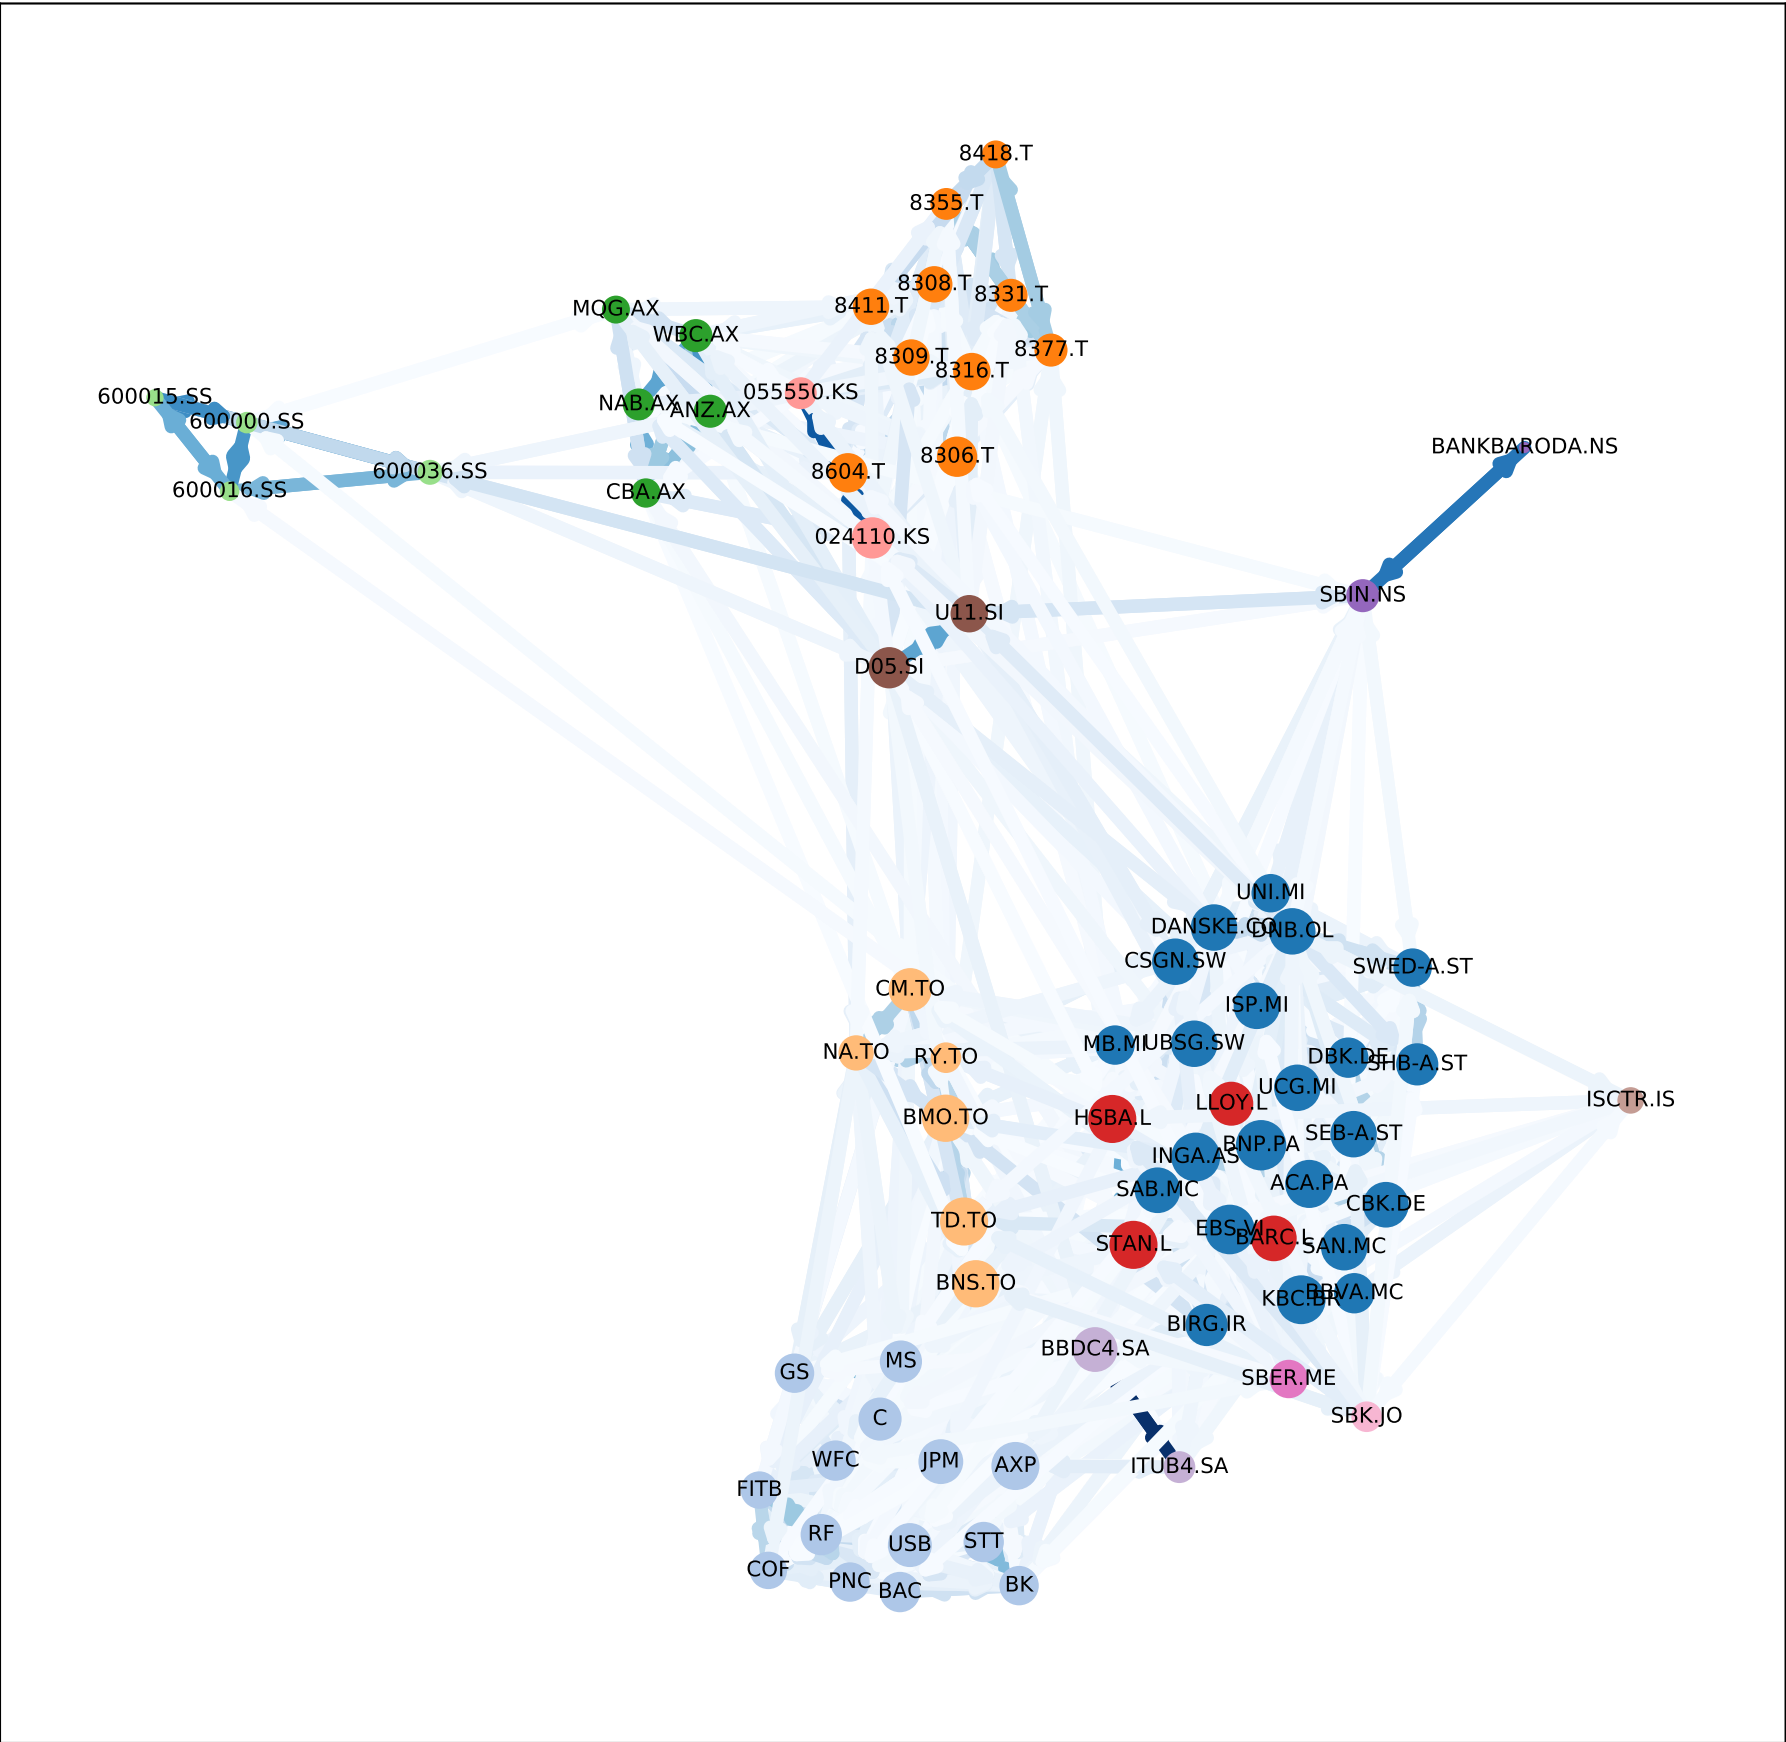 8418.T
8355.T
8308.T
8331.T
8411.T
MQG.AX
WBC.AX
8377.T
8309.T
8316.T
055550.KS
600015.SS
NAB.AX
ANZ.AX
600000.SS
BANKBARODA.NS
8306.T
600036.SS
8604.T
600016.SS
CBA.AX
024110.KS
SBIN.NS
U11.SI
D05.SI
UNI.MI
DANSKE.CO
DNB.OL
CSGN.SW
SWED-A.ST
CM.TO
ISP.MI
MB.MI
UBSG.SW
NA.TO
RY.TO
DBK.DE
SHB-A.ST
UCG.MI
ISCTR.IS
LLOY.L
BMO.TO
HSBA.L
SEB-A.ST
BNP.PA
INGA.AS
ACA.PA
SAB.MC
CBK.DE
TD.TO
EBS.VI
BARC.L
STAN.L
SAN.MC
BNS.TO
KBC.BR
BBVA.MC
BIRG.IR
BBDC4.SA
MS
GS
SBER.ME
C
SBK.JO
WFC
JPM
AXP
ITUB4.SA
FITB
RF
USB
STT
COF
PNC
BAC
BK